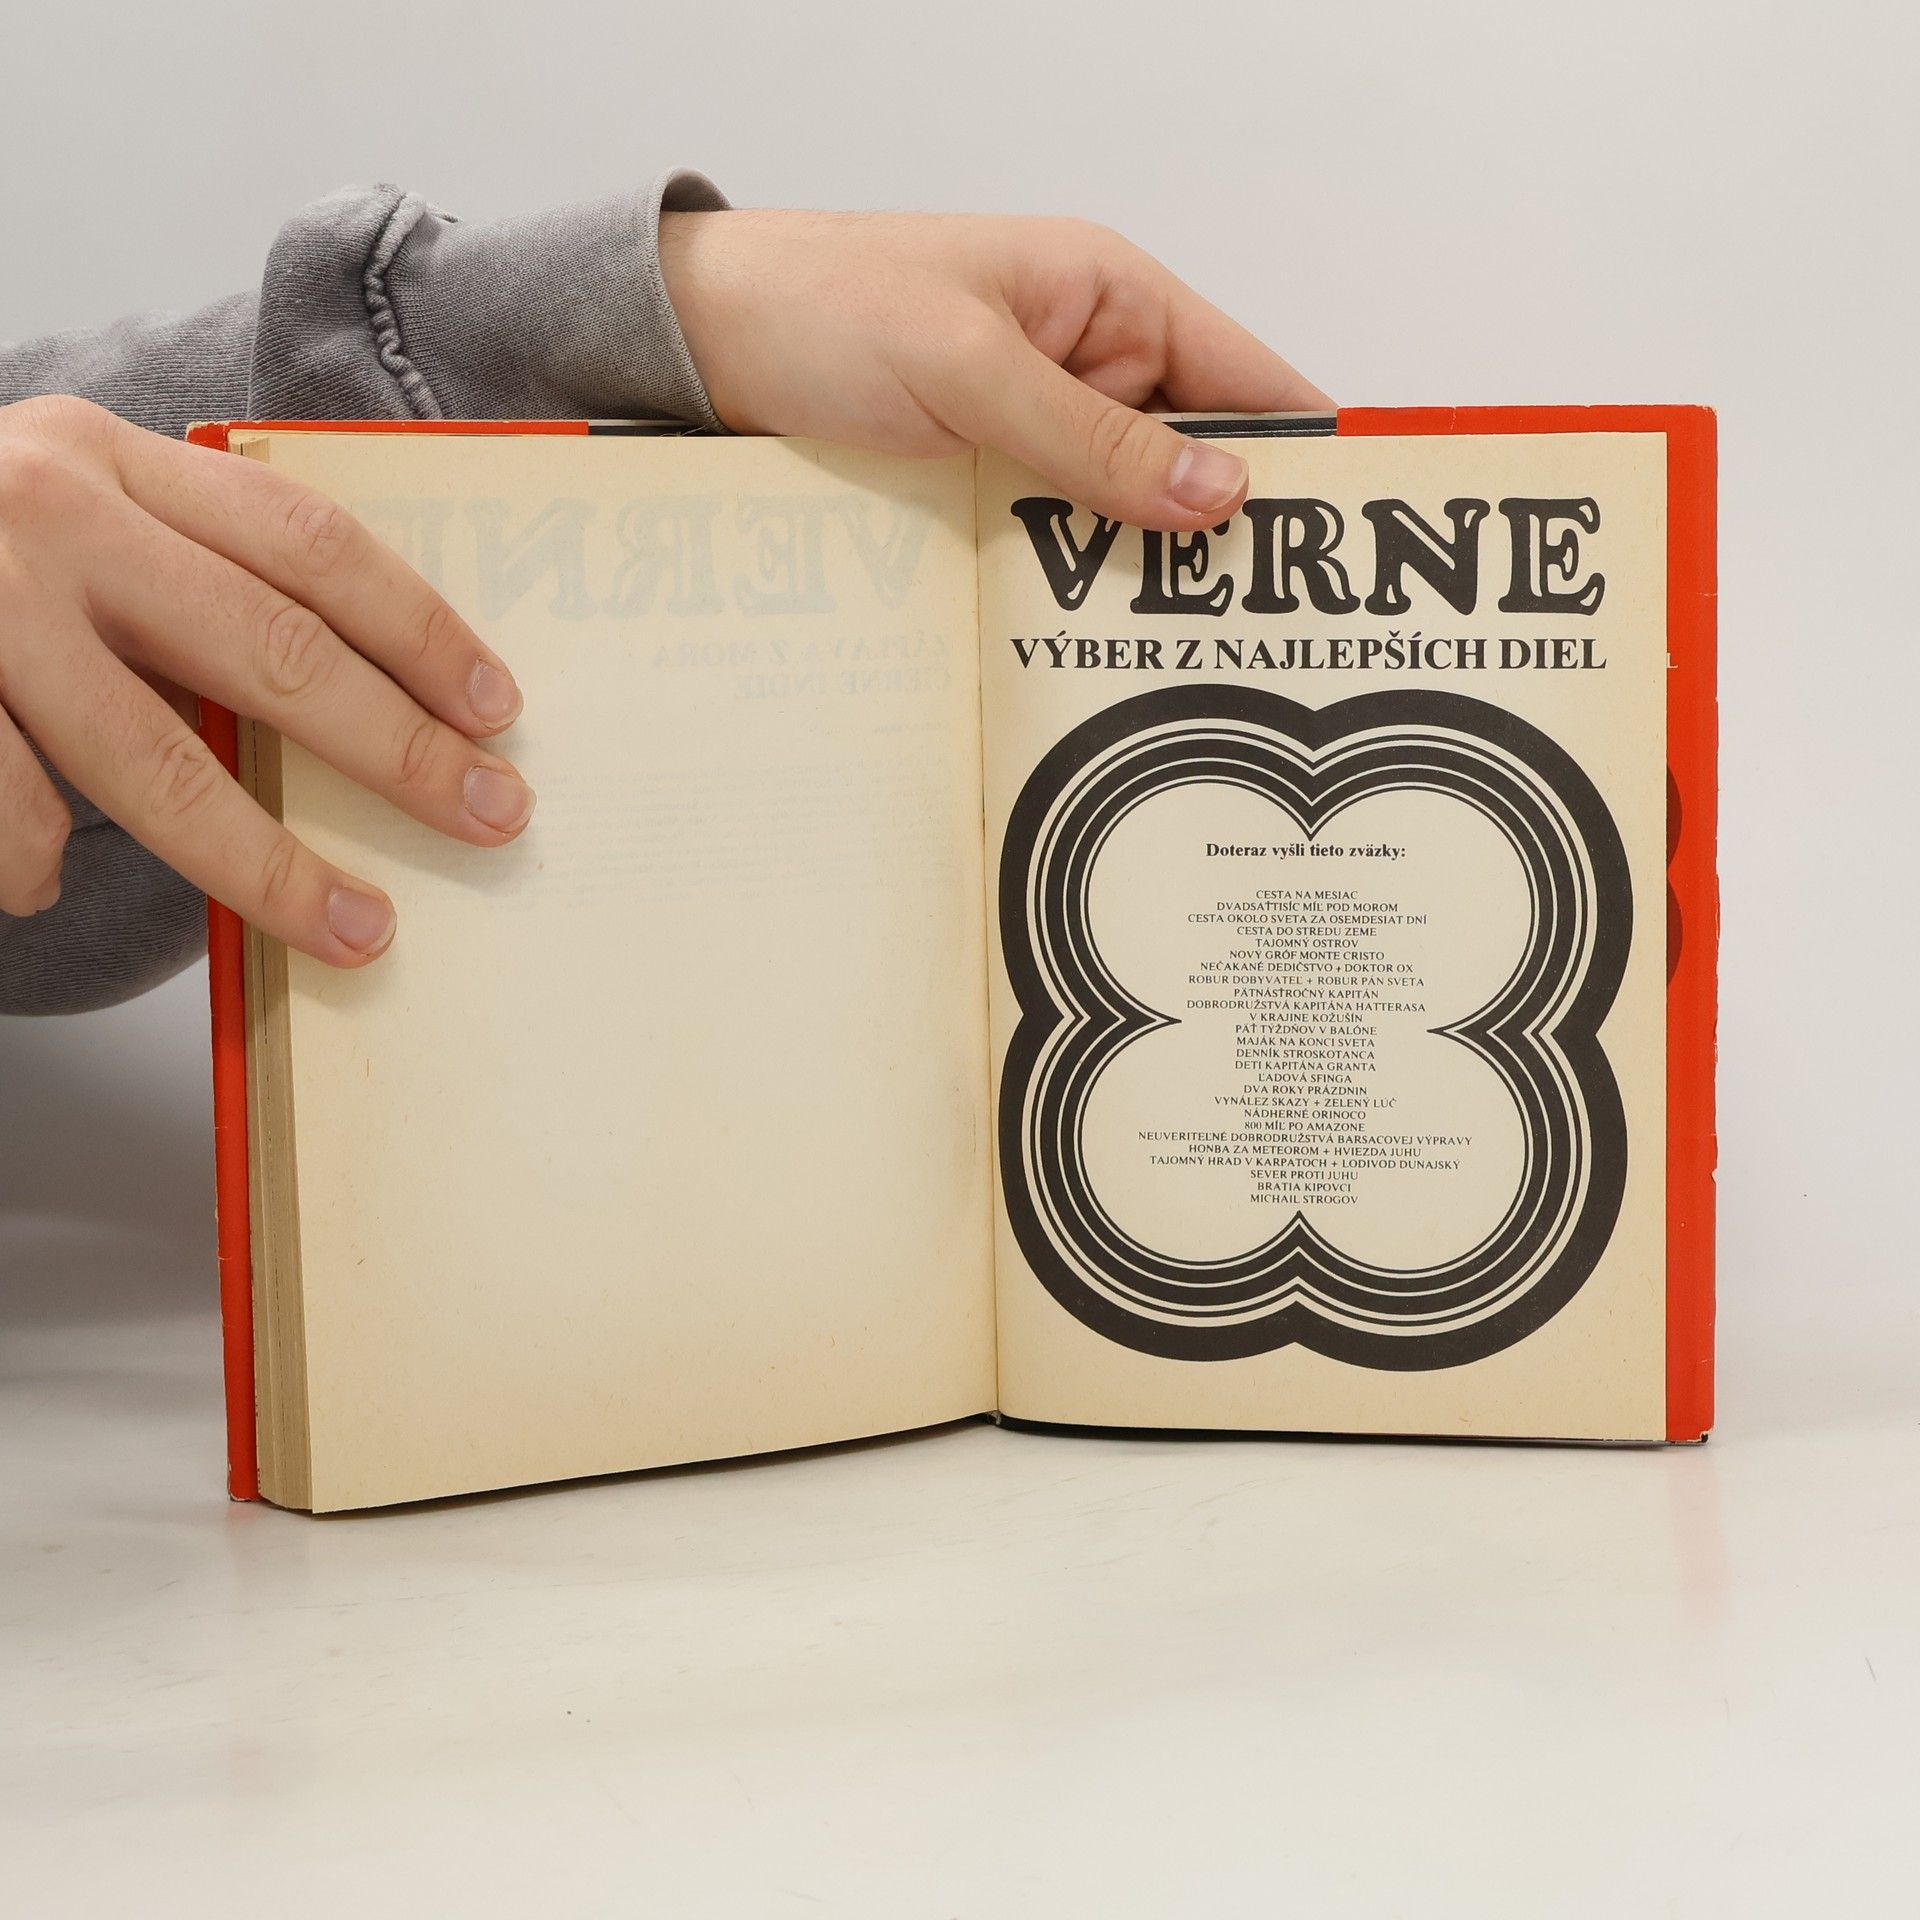 VERNE
ZÁPLAVA Z MORA
ČIERNE INDIE
VERNE
VÝBER Z NAJLEPŠÍCH DIEL
L
Doteraz vyšli tieto zväzky:
CESTA NA MESIAC
DVADSAŤTISÍC MÍĽ POD MOROM
CESTA OKOLO SVETA ZA OSEMDESIAT DNÍ
CESTA DO STREDU ZEME
TAJOMNÝ OSTROV
NOVÝ GRÓF MONTE CRISTO
NEČAKANÉ DEDIČSTVO + DOKTOR OX
ROBUR DOBYVATEĽ + ROBUR PÁN SVETA
PÄTNÁSŤROČNÝ KAPITÁN
DOBRODRUŽSTVÁ KAPITÁNA HATTERASA
V KRAJINE KOŽUŠÍN
PÄŤ TÝŽDŇOV V BALÓNE
MAJÁK NA KONCI SVETA
DENNÍK STROSKOTANCA
DETI KAPITÁNA GRANTA
ĽADOVÁ SFINGA
DVA ROKY PRÁZDNIN
VYNÁLEZ SKAZY + ZELENÝ LÚČ
NÁDHERNÉ ORINOCO
800 MÍĽ PO AMAZONE
NEUVERITEĽNÉ DOBRODRUŽSTVÁ BARSACOVEJ VÝPRAVY
HONBA ZA METEOROM + HVIEZDA JUHU
TAJOMNÝ HRAD V KARPATOCH + LODIVOD DUNAJSKÝ
SEVER PROTI JUHU
BRATIA KIPOVCI
MICHAIL STROGOV